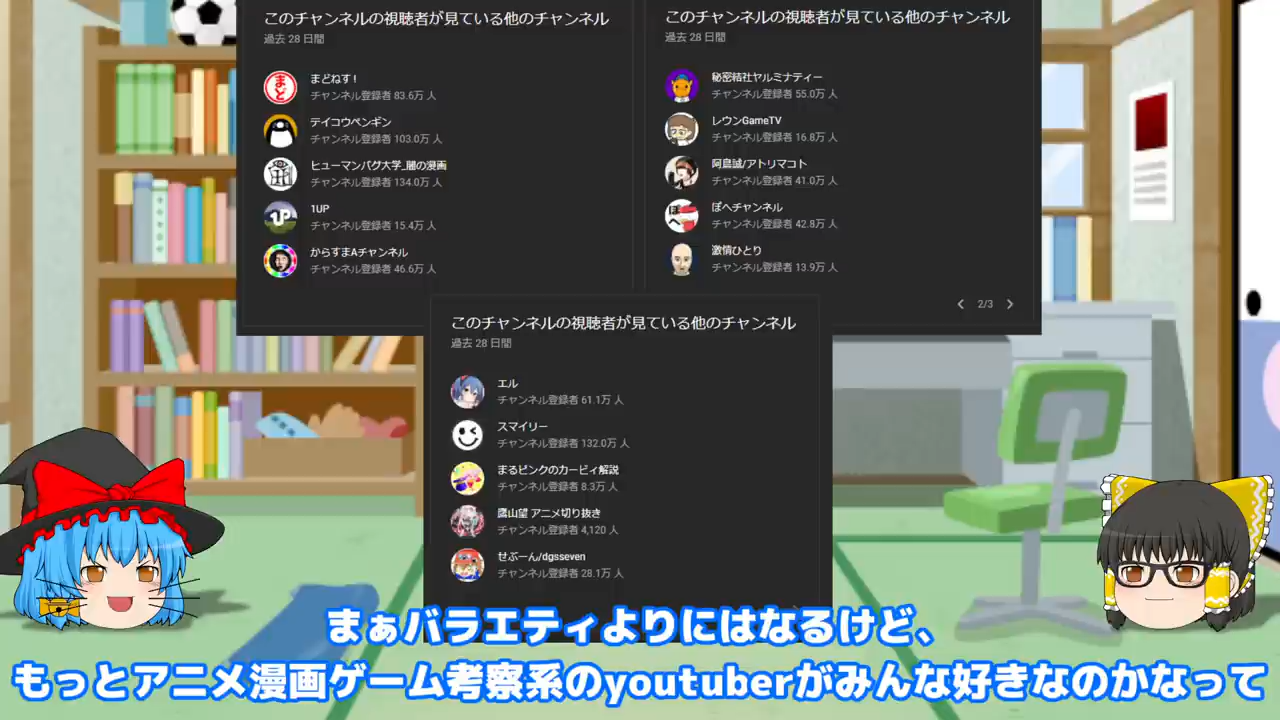 このチャンネルの視聴者が見ている他のチャンネル
過去 28 日間
まどねす!
チャンネル登録者 83.6万 人
テイコウペンギン
チャンネル登録者 103.0万 人
ヒューマンバグ大学_闇の漫画
チャンネル登録者 134.0万 人
1UP
チャンネル登録者 15.4万 人
からすまAチャンネル
チャンネル登録者 46.6万 人
このチャンネルの視聴者が見ている他のチャンネル
過去 28 日間
秘密結社ヤルミナティー
チャンネル登録者 55.0万 人
レウンGameTV
チャンネル登録者 16.8万 人
阿鳥誠/アトリマコト
チャンネル登録者 41.0万 人
ぽへチャンネル
チャンネル登録者 42.8万 人
激情ひとり
チャンネル登録者 13.9万 人
2/3
このチャンネルの視聴者が見ている他のチャンネル
過去 28 日間
エル
チャンネル登録者 61.1万 人
スマイリー
チャンネル登録者 132.0万 人
まるピンクのカービィ解説
チャンネル登録者 8.3万 人
鷹山望 アニメ切り抜き
チャンネル登録者 4,120 人
せぶーん/dgsseven
チャンネル登録者 28.1万 人
まぁバラエティよりにはなるけど、
もっとアニメ漫画ゲーム考察系のyoutuberがみんな好きなのかなって